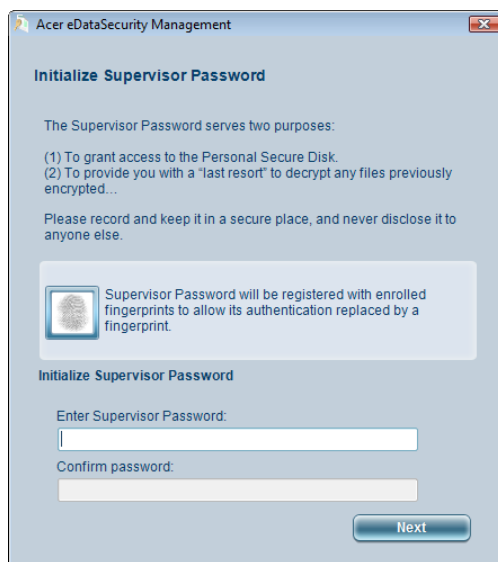 Acer eDataSecurity Management
Initialize Supervisor Password
The Supervisor Password serves two purposes:
(1) To grant access to the Personal Secure Disk.
(2) To provide you with a "last resort" to decrypt any files previously
encrypted...
Please record and keep it in a secure place, and never disclose it to
anyone else.
Supervisor Password will be registered with enrolled
fingerprints to allow its authentication replaced by a
fingerprint.
Initialize Supervisor Password
Enter Supervisor Password:
Confirm password:
Next